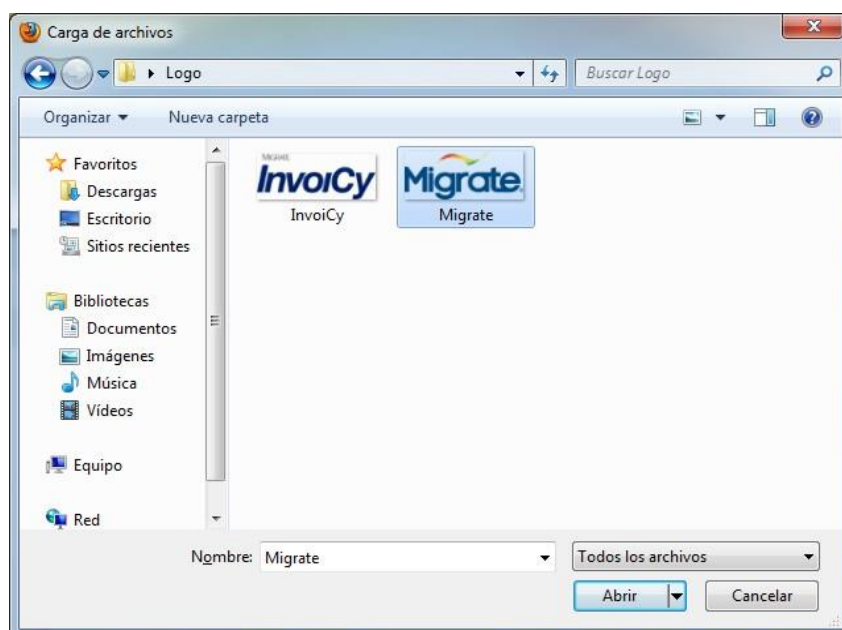 Carga de archivos
Logo
Buscar Logo
Organizar
Nueva carpeta
Favoritos
Descargas
Escritorio
Sitios recientes
Bibliotecas
Documentos
Imágenes
Música
Vídeos
Equipo
Red
MIGRATE
InvoiCy
InvoiCy
Migrate
Migrate
Nombre: Migrate
Todos los archivos
Abrir
Cancelar